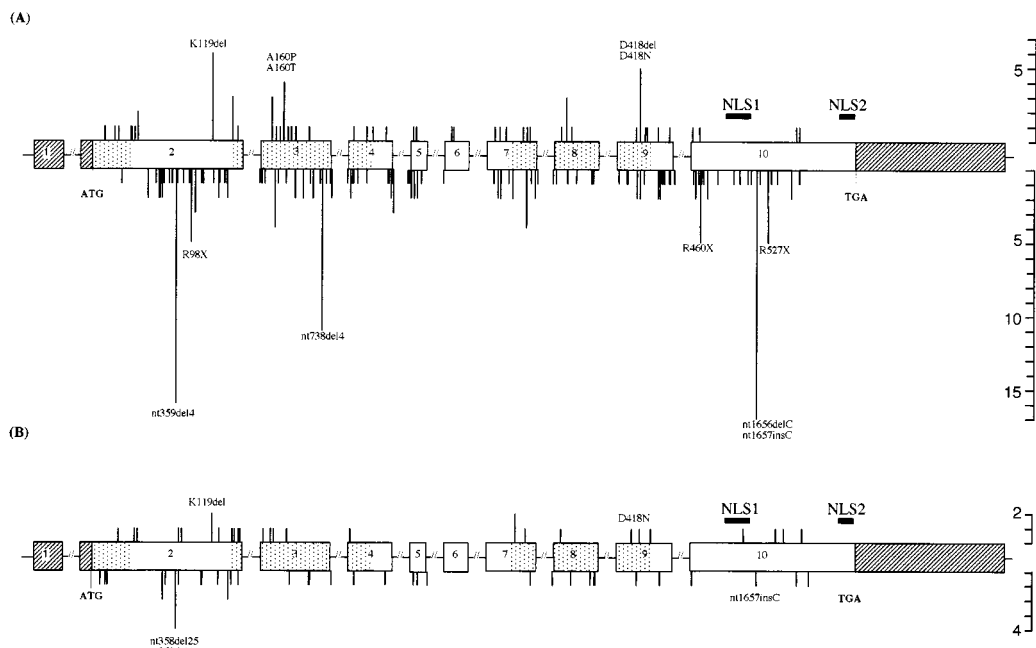 (A)
K119del
A160P
A160T
D418del
D418N
5
NLS1
NLS2
1
2
3
4
5
6
7
8
9
10
ATG
TGA
R98X
R460X
R527X
5
nt738del4
10
nt359del4
15
nt1656delC
nt1657insC
(B)
K119del
D418N
NLS1
NLS2
2
1
2
3
4
5
6
7
8
9
10
ATG
nt1657insC
TGA
4
nt358del25